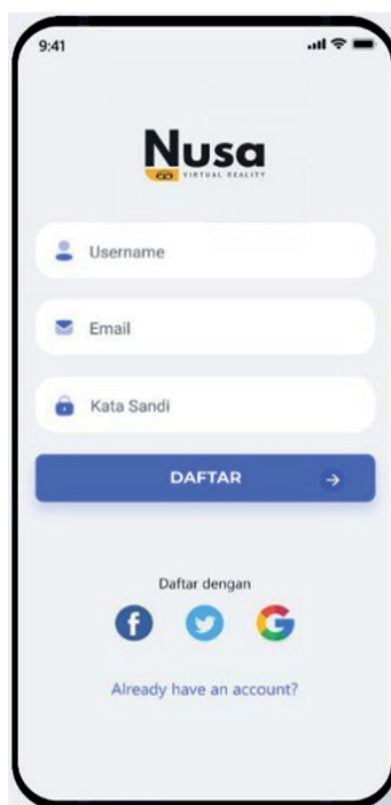 9:41
Nusa
VIRTUAL REALITY
Username
Email
Kata Sandi
DAFTAR
Daftar dengan
Already have an account?